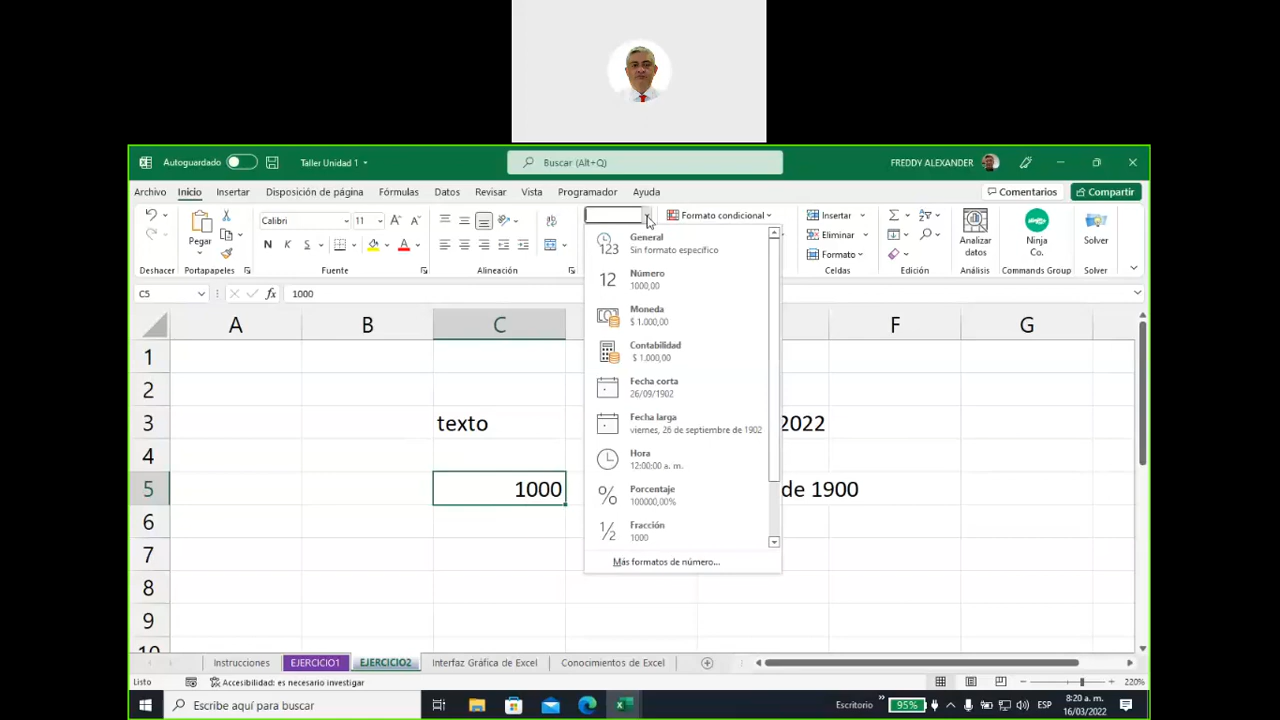 Autoguardado
Taller Unidad 1
Buscar (Alt+Q)
FREDDY ALEXANDER
Archivo Inicio Insertar Disposición de página Fórmulas Datos Revisar Vista Programador Ayuda
Comentarios Compartir
Pegar
Calibri 11
N K S
Formato condicional
Insertar
Eliminar
Formato
Analizar
datos
Ninja
Co.
Solver
Deshacer Portapapeles Fuente Alineación Celdas Edición Análisis Commands Group Solver
C5 fx 1000
General
Sin formato específico
Número
1000,00
Moneda
$ 1.000,00
Contabilidad
$ 1.000,00
Fecha corta
26/09/1902
Fecha larga
viernes, 26 de septiembre de 1902
Hora
12:00:00 a. m.
Porcentaje
100000,00%
Fracción
1000
Más formatos de número...
A B C F G
1
2
3 texto 2022
4
5 1000 de 1900
6
7
8
9
10
Instrucciones EJERCICIO1 EJERCICIO2 Interfaz Gráfica de Excel Conocimientos de Excel
Listo Accesibilidad: es necesario investigar 220%
Escribe aquí para buscar
Escritorio 95% ESP
8:20 a. m.
16/03/2022